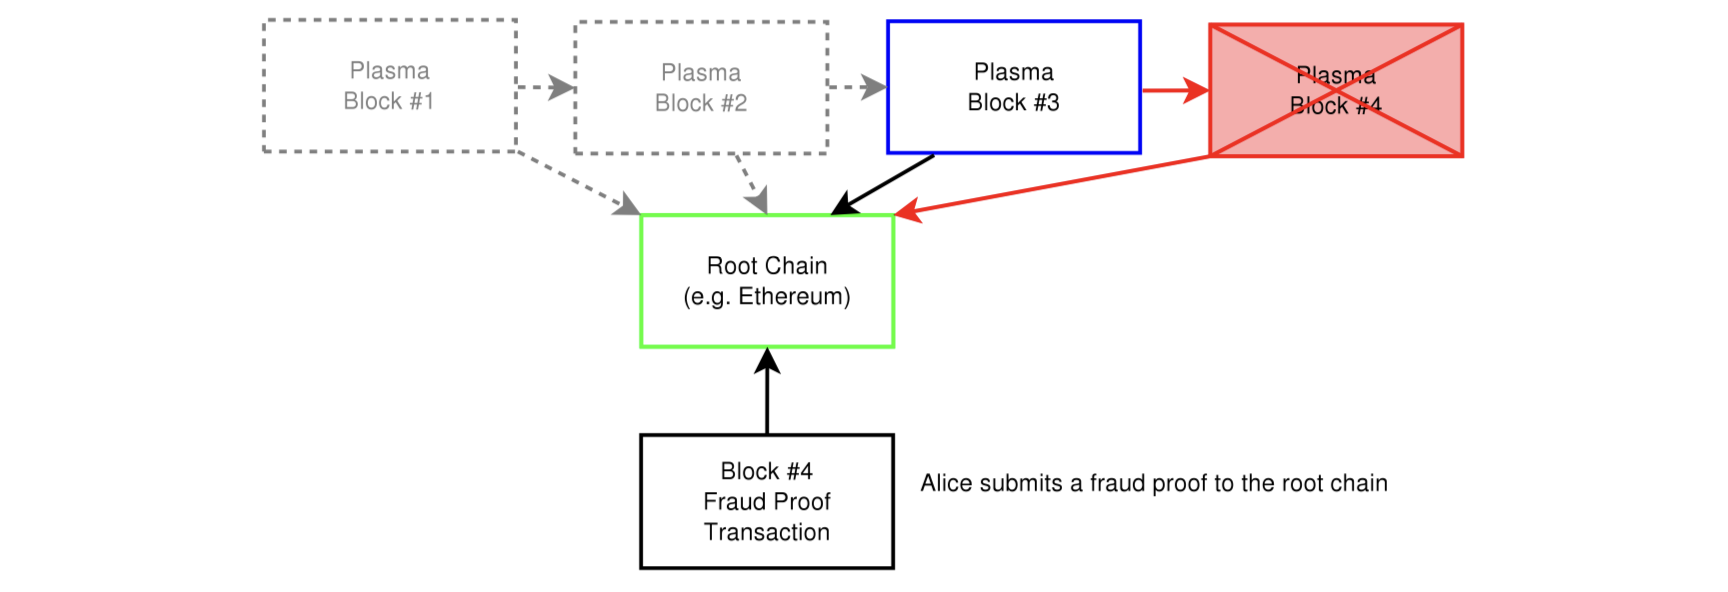 Plasma
Block #1
Plasma
Block #2
Plasma
Block #3
Plasma
Block #4
Root Chain
(e.g. Ethereum)
Block #4
Fraud Proof
Transaction
Alice submits a fraud proof to the root chain